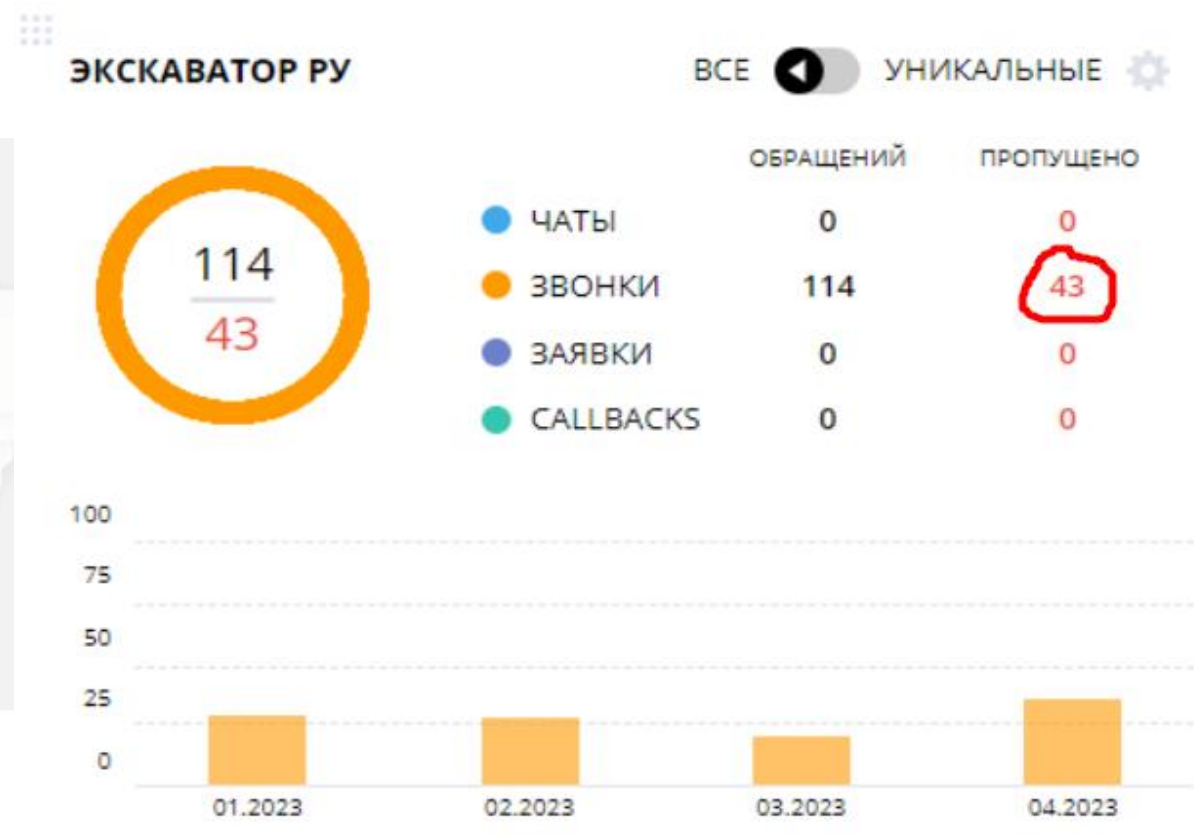 ЭКСКАВАТОР РУ ВСЕ УНИКАЛЬНЫЕ
ОБРАЩЕНИЙ ПРОПУЩЕНО
114
43
ЧАТЫ 0 0
ЗВОНКИ 114 43
ЗАЯВКИ 0 0
CALLBACKS 0 0
100
75
50
25
0
01.2023 02.2023 03.2023 04.2023